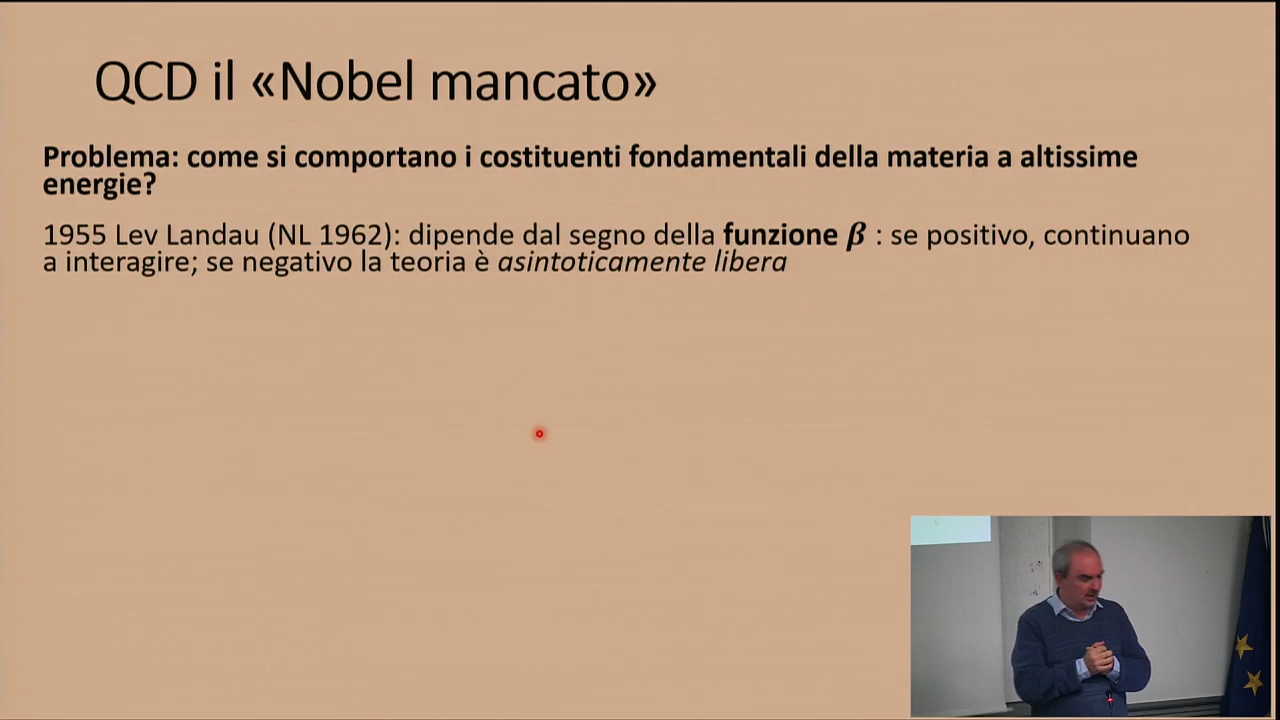 QCD il «Nobel mancato»
Problema: come si comportano i costituenti fondamentali della materia a altissime
energie?
1955 Lev Landau (NL 1962): dipende dal segno della funzione β : se positivo, continuano
a interagire; se negativo la teoria è asintoticamente libera